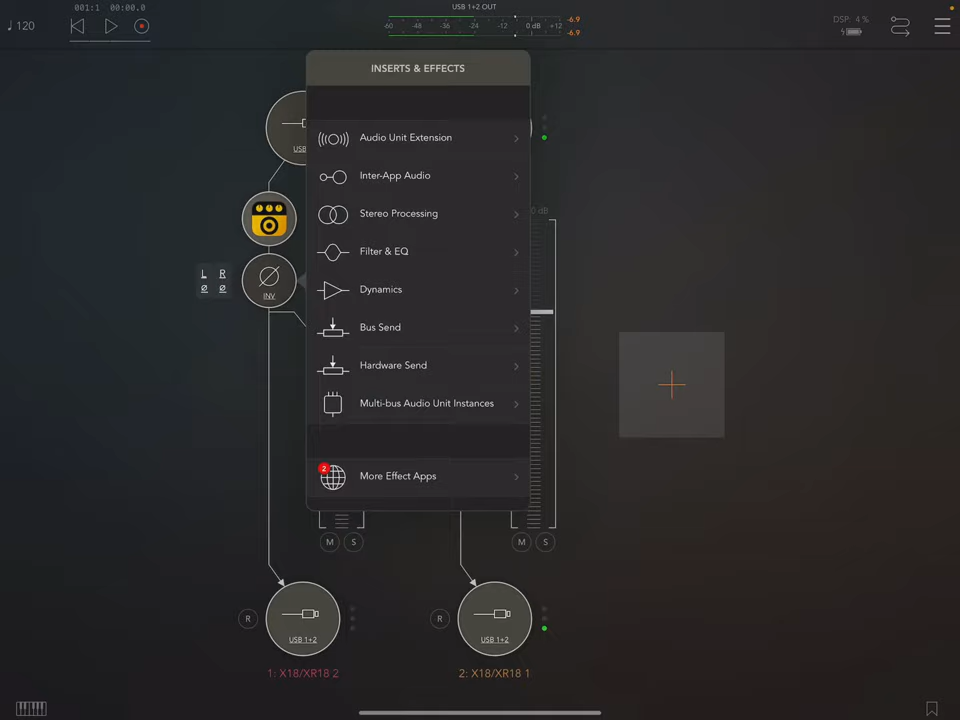 USB 1+2 OUT
♩ 120
001:1 00:00.0
-60 -48 -36 -24 -12 0 dB +12
-6.9
-6.9
DSP: 4 %
INSERTS & EFFECTS
Audio Unit Extension
Inter-App Audio
Stereo Processing
Filter & EQ
Dynamics
Bus Send
Hardware Send
Multi-bus Audio Unit Instances
2
More Effect Apps
USB
L R
Ø Ø
INV
0 dB
M S
M S
R
USB 1+2
R
USB 1+2
1: X18/XR18 2
2: X18/XR18 1